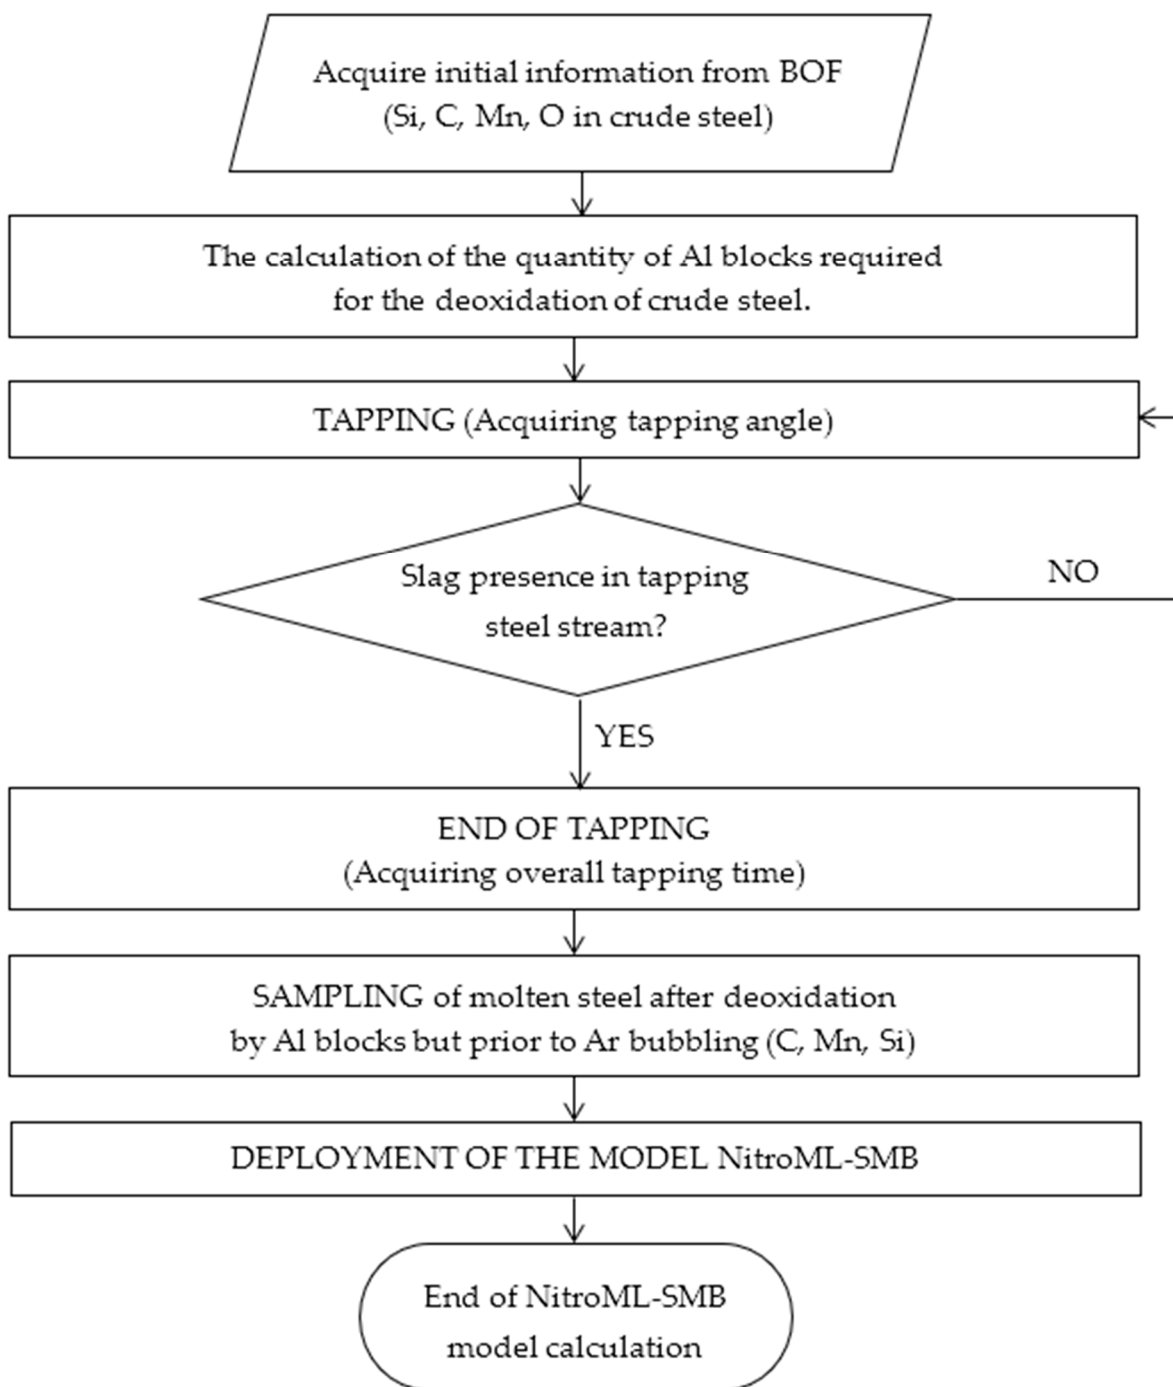 Acquire initial information from BOF
(Si, C, Mn, O in crude steel)
The calculation of the quantity of Al blocks required
for the deoxidation of crude steel.
TAPPING (Acquiring tapping angle)
Slag presence in tapping
steel stream?
NO
YES
END OF TAPPING
(Acquiring overall tapping time)
SAMPLING of molten steel after deoxidation
by Al blocks but prior to Ar bubbling (C, Mn, Si)
DEPLOYMENT OF THE MODEL NitroML-SMB
End of NitroML-SMB
model calculation